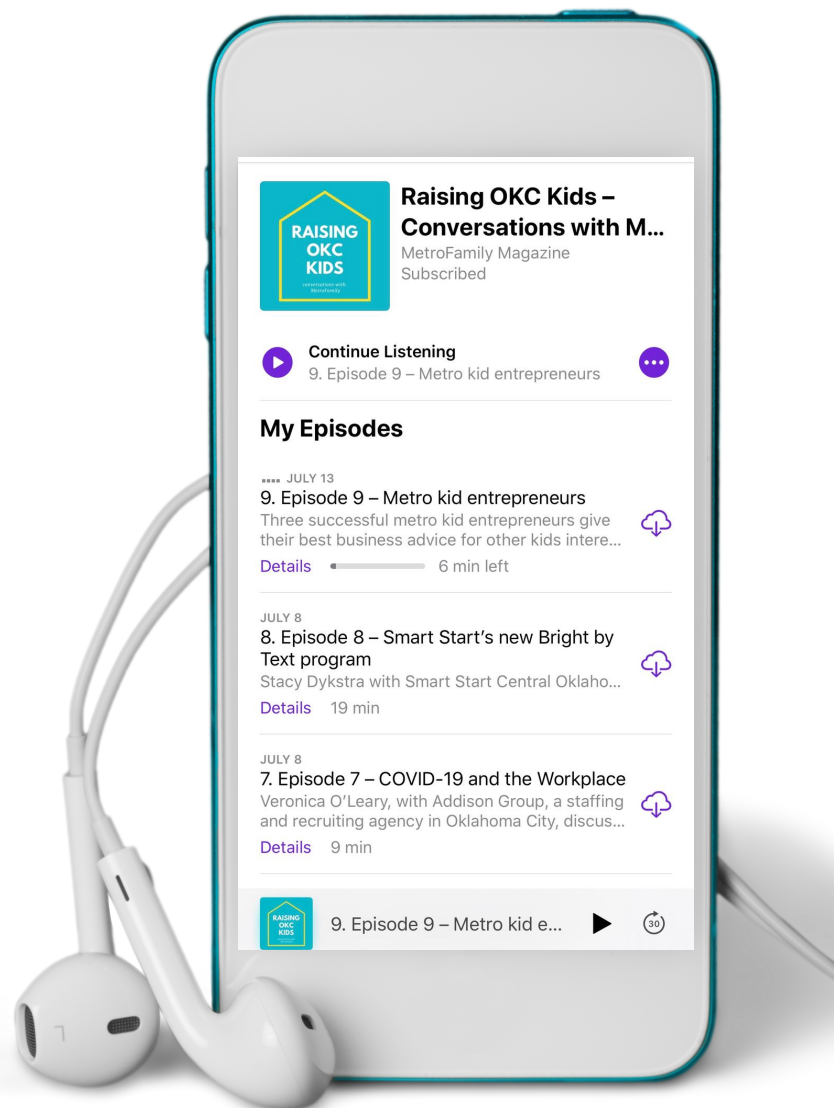 RAISING
OKC
KIDS
conversations with
MetroFamily
Raising OKC Kids –
Conversations with M...
MetroFamily Magazine
Subscribed
Continue Listening
9. Episode 9 – Metro kid entrepreneurs
My Episodes
JULY 13
9. Episode 9 – Metro kid entrepreneurs
Three successful metro kid entrepreneurs give
their best business advice for other kids intere...
Details 6 min left
JULY 8
8. Episode 8 – Smart Start’s new Bright by
Text program
Stacy Dykstra with Smart Start Central Oklaho...
Details 19 min
JULY 8
7. Episode 7 – COVID-19 and the Workplace
Veronica O’Leary, with Addison Group, a staffing
and recruiting agency in Oklahoma City, discus...
Details 9 min
RAISING
OKC
KIDS
9. Episode 9 – Metro kid e...
30
L